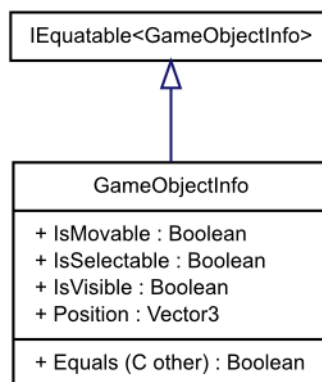 IEquatable<GameObjectInfo>
GameObjectInfo
+ IsMovable : Boolean
+ IsSelectable : Boolean
+ IsVisible : Boolean
+ Position : Vector3
+ Equals (C other) : Boolean